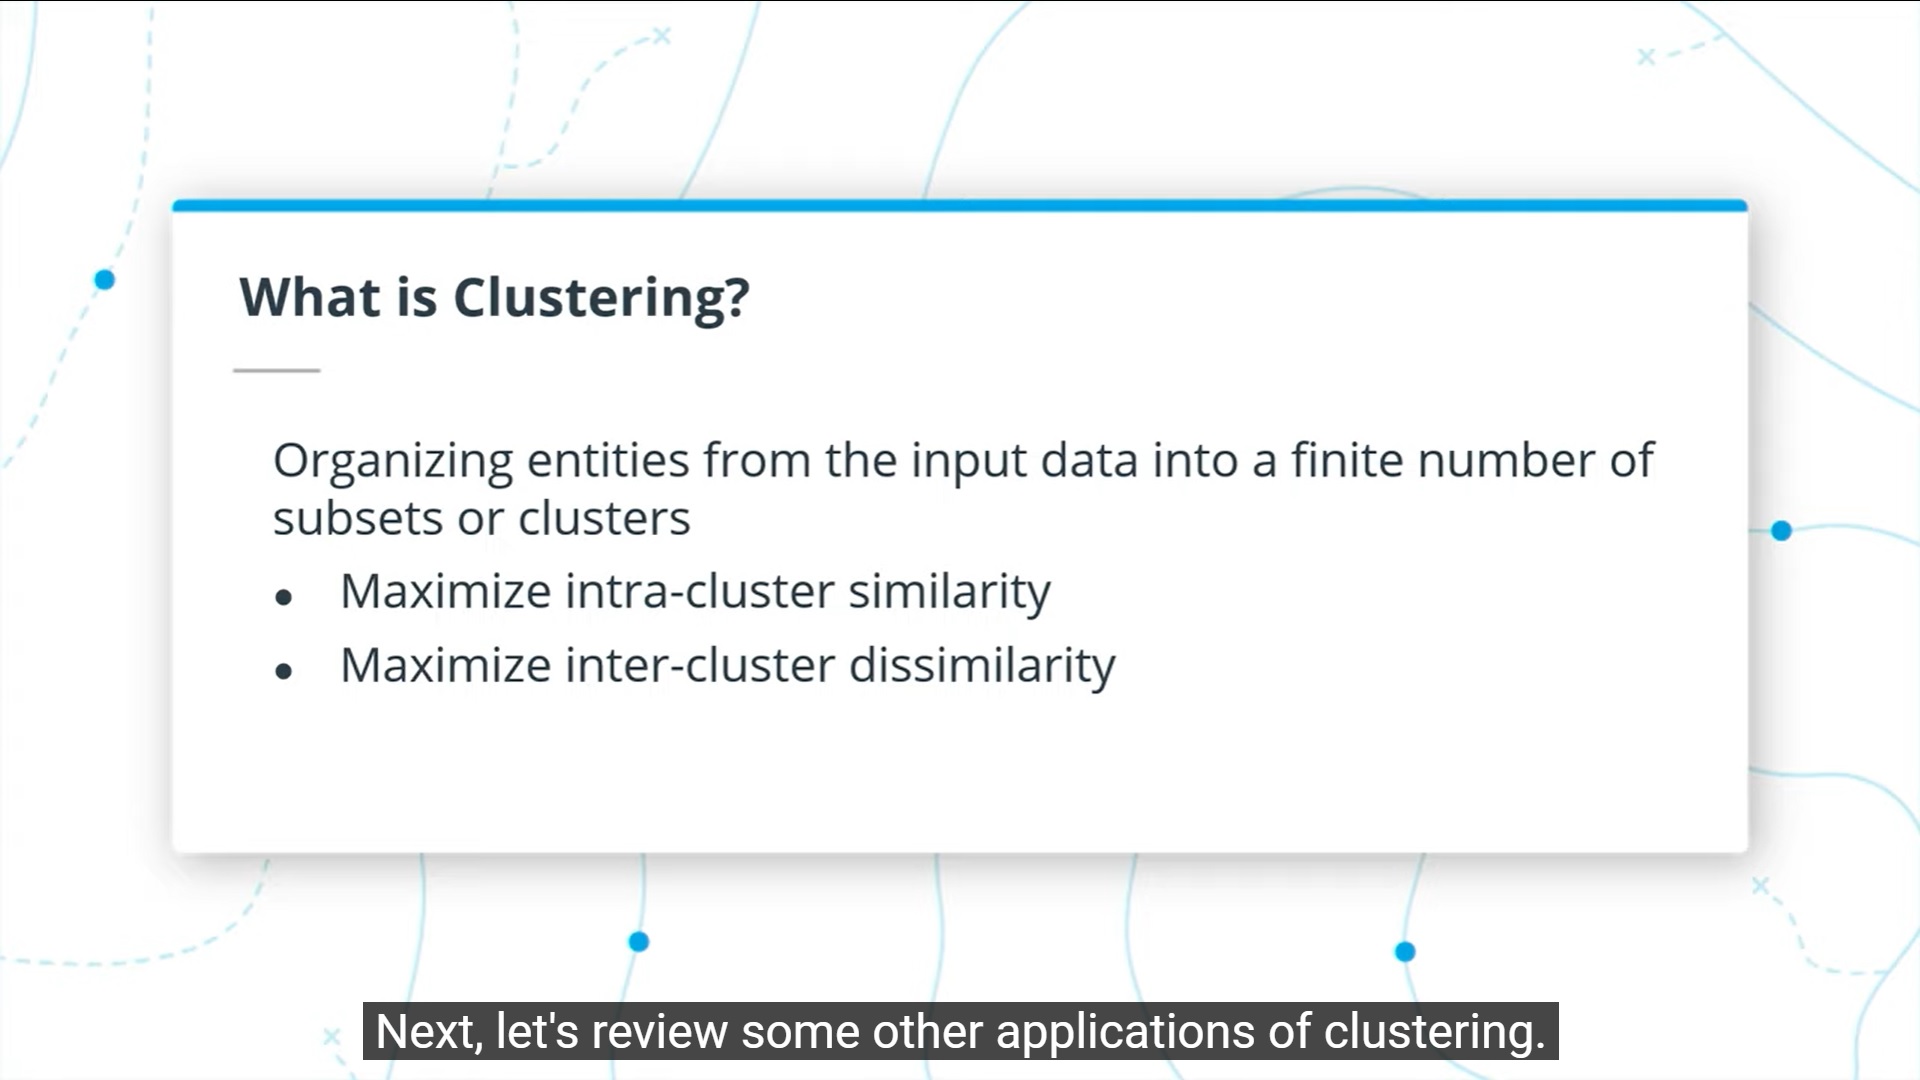 What is Clustering?
Organizing entities from the input data into a finite number of
subsets or clusters
● Maximize intra-cluster similarity
● Maximize inter-cluster dissimilarity
Next, let's review some other applications of clustering.